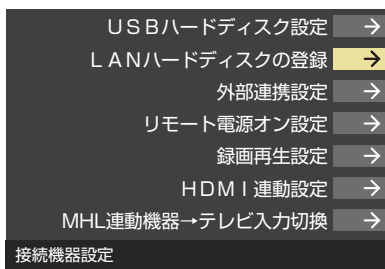 USBハードディスク設定 →
LANハードディスクの登録 →
外部連携設定 →
リモート電源オン設定 →
録画再生設定 →
HDMI連動設定 →
MHL連動機器→テレビ入力切換 →
接続機器設定